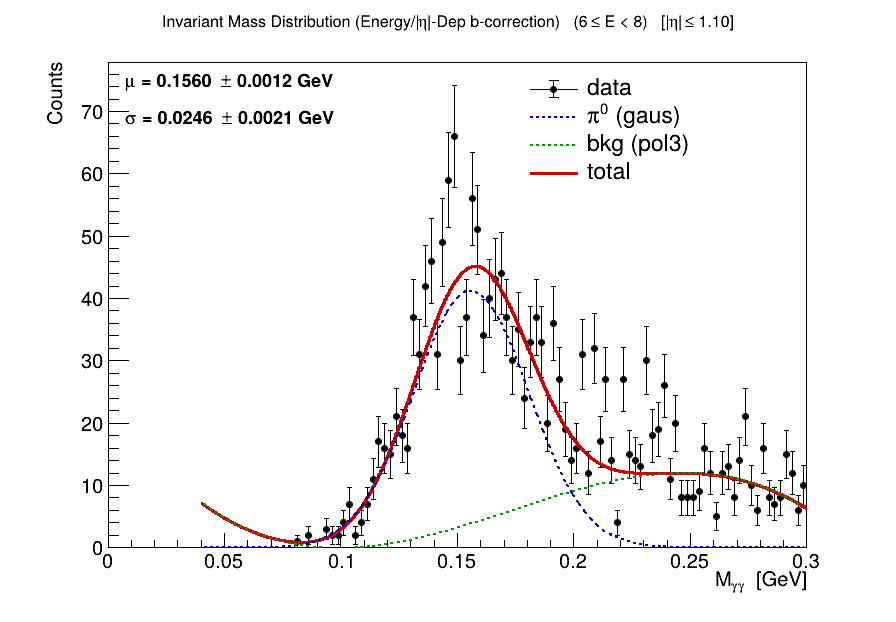 Invariant Mass Distribution (Energy/|η|-Dep b-correction) (6 ≤ E < 8) [|η| ≤ 1.10]
Counts
μ = 0.1560 ± 0.0012 GeV
σ = 0.0246 ± 0.0021 GeV
data
π⁰ (gaus)
bkg (pol3)
total
70
60
50
40
30
20
10
0
0 0.05 0.1 0.15 0.2 0.25 0.3
Mγγ [GeV]